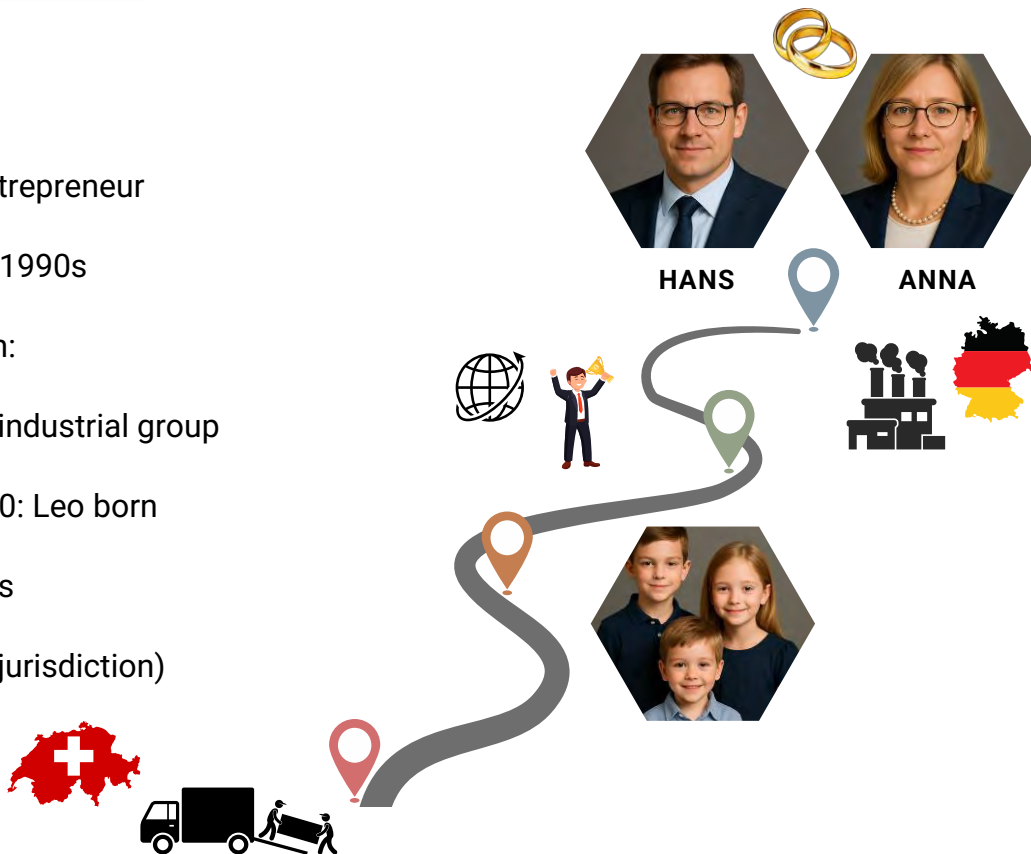 trepreneur
1990s
n:
industrial group
0: Leo born
s
jurisdiction)
HANS
ANNA